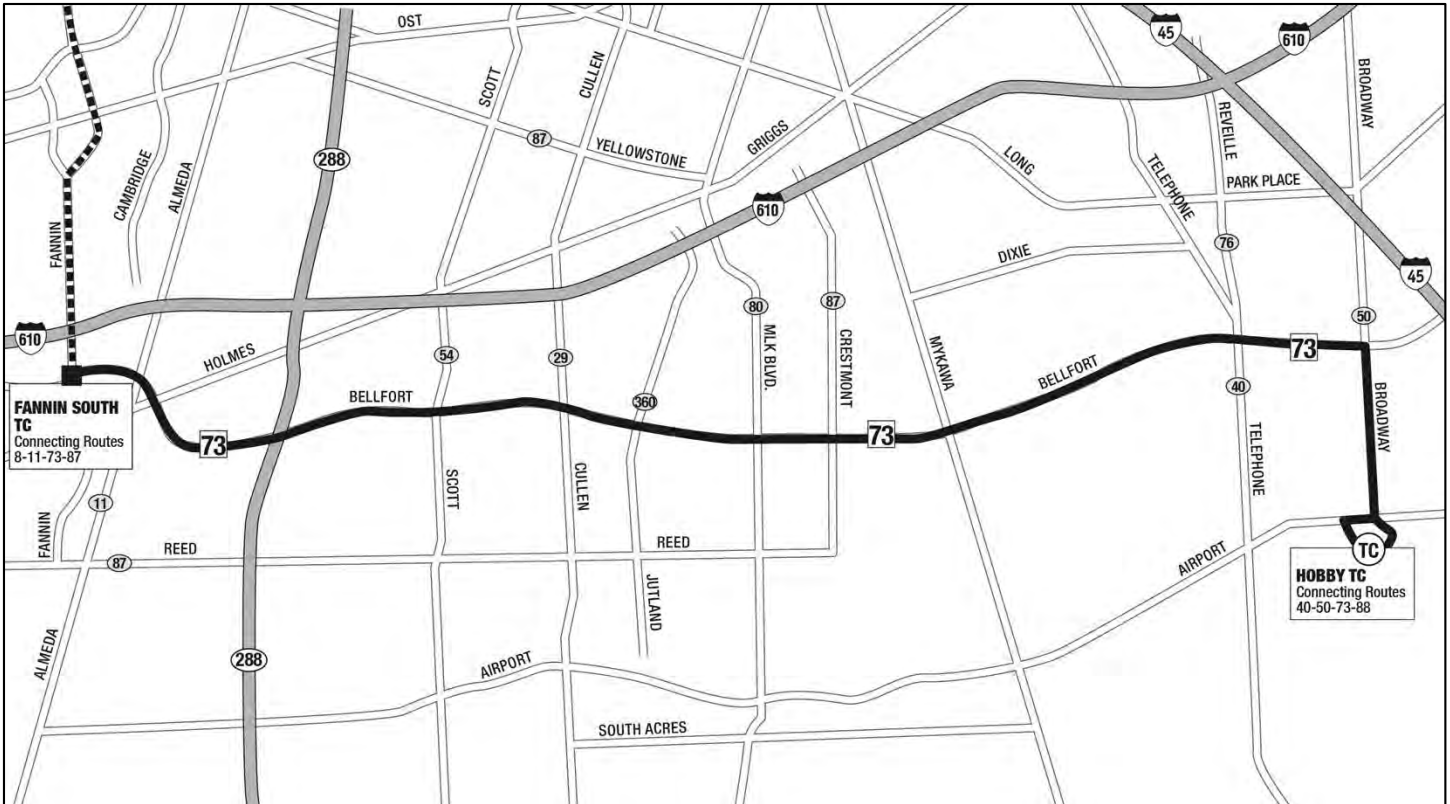 OST
45
610
SCOTT
CULLEN
BROADWAY
REVEILLE
87
YELLOWSTONE
GRIGGS
288
CAMBRIDGE
ALMEDA
LONG
TELEPHONE
PARK PLACE
610
FANNIN
76
DIXIE
45
80
87
50
610
HOLMES
54
29
MLK BLVD.
CRESTMONT
MYKAWA
73
BELLFORT
BELLFORT
40
360
FANNIN SOUTH
TC
Connecting Routes
8-11-73-87
73
73
BROADWAY
TELEPHONE
SCOTT
CULLEN
11
FANNIN
REED
REED
87
AIRPORT
TC
HOBBY TC
Connecting Routes
40-50-73-88
JUTLAND
ALMEDA
288
AIRPORT
SOUTH ACRES